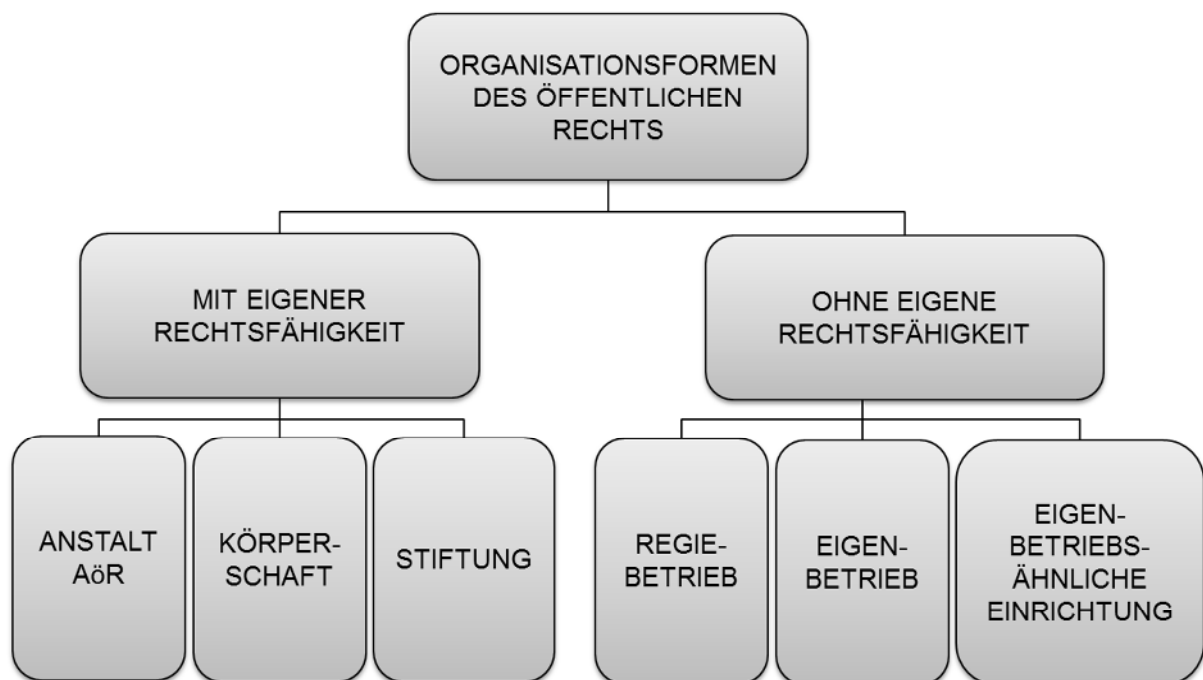 ORGANISATIONSFORMEN
DES ÖFFENTLICHEN
RECHTS
MIT EIGENER
RECHTSFÄHIGKEIT
OHNE EIGENE
RECHTSFÄHIGKEIT
ANSTALT
AöR
KÖRPER-
SCHAFT
STIFTUNG
REGIE-
BETRIEB
EIGEN-
BETRIEB
EIGEN-
BETRIEBS-
ÄHNLICHE
EINRICHTUNG